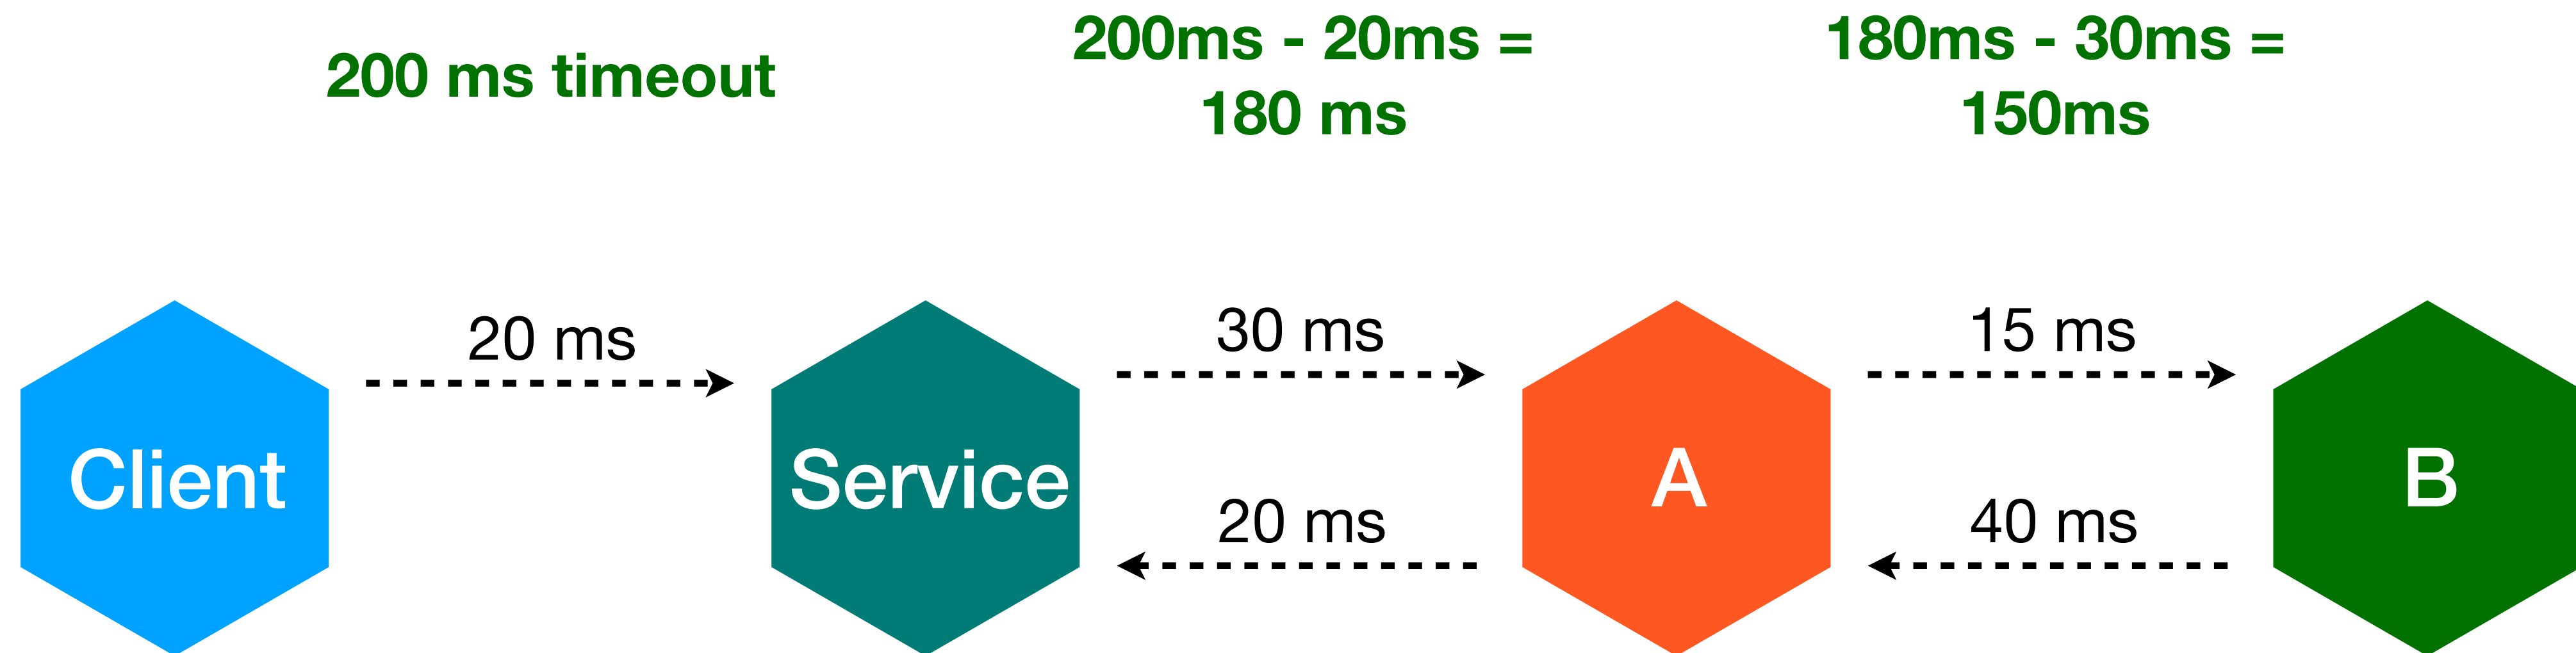 200 ms timeout
200ms - 20ms =
180 ms
180ms - 30ms =
150ms
20 ms
30 ms
15 ms
Client
Service
A
B
20 ms
40 ms